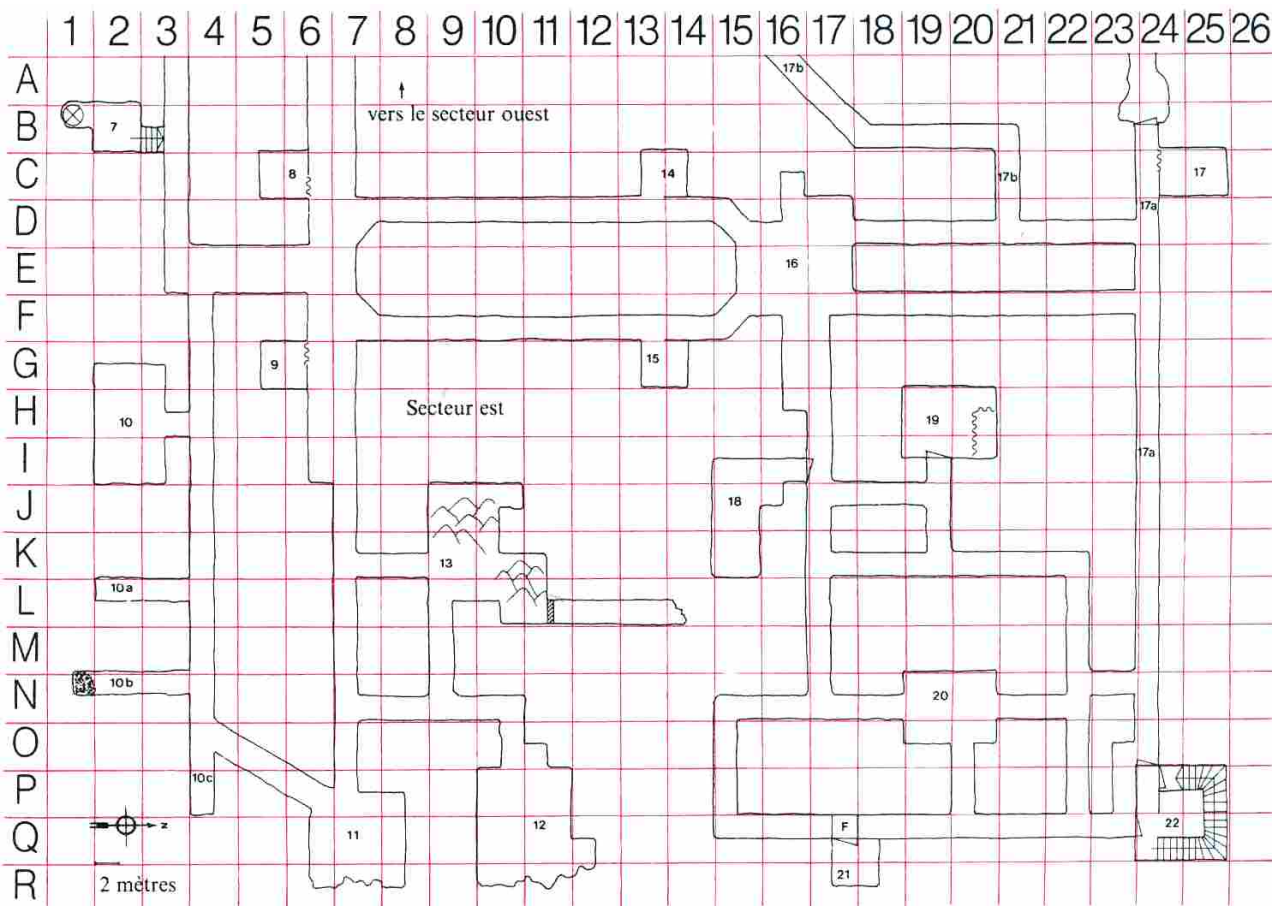 1 2 3 4 5 6 7 8 9 10 11 12 13 14 15 16 17 18 19 20 21 22 23 24 25 26
A
17b
B
7
vers le secteur ouest
C
8
14
17b
17
D
17a
E
16
F
G
9
15
H
10
Secteur est
19
I
17a
J
18
K
13
L
10a
M
N
10b
20
O
P
10c
Q
N
11
12
F
22
R
2 mètres
21